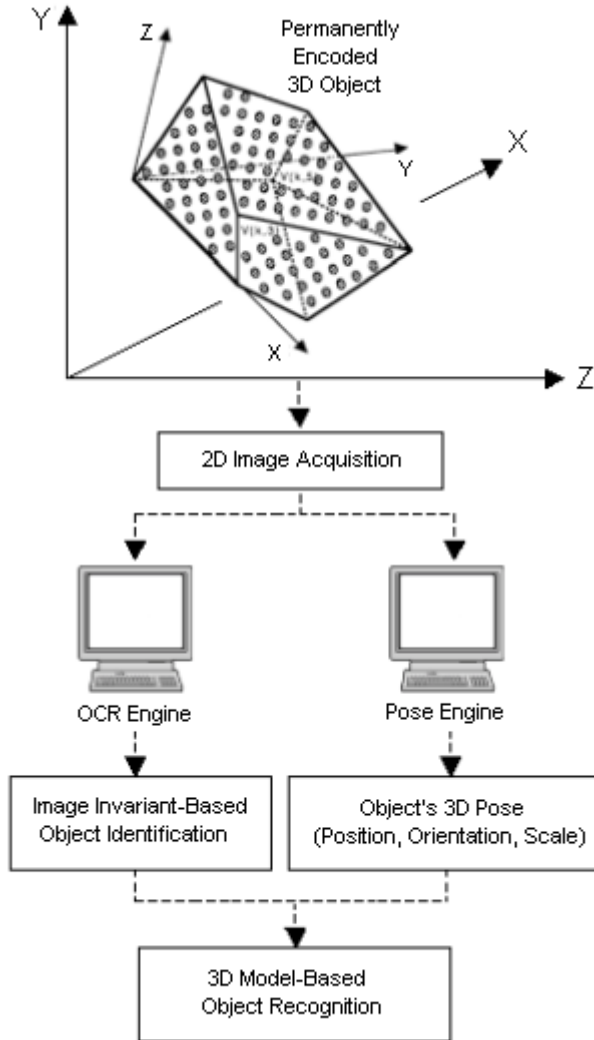 Y
Z
Permanently
Encoded
3D Object
X
Y
V(k,3)
X
Z
2D Image Acquisition
OCR Engine
Pose Engine
Image Invariant-Based
Object Identification
Object's 3D Pose
(Position, Orientation, Scale)
3D Model-Based
Object Recognition